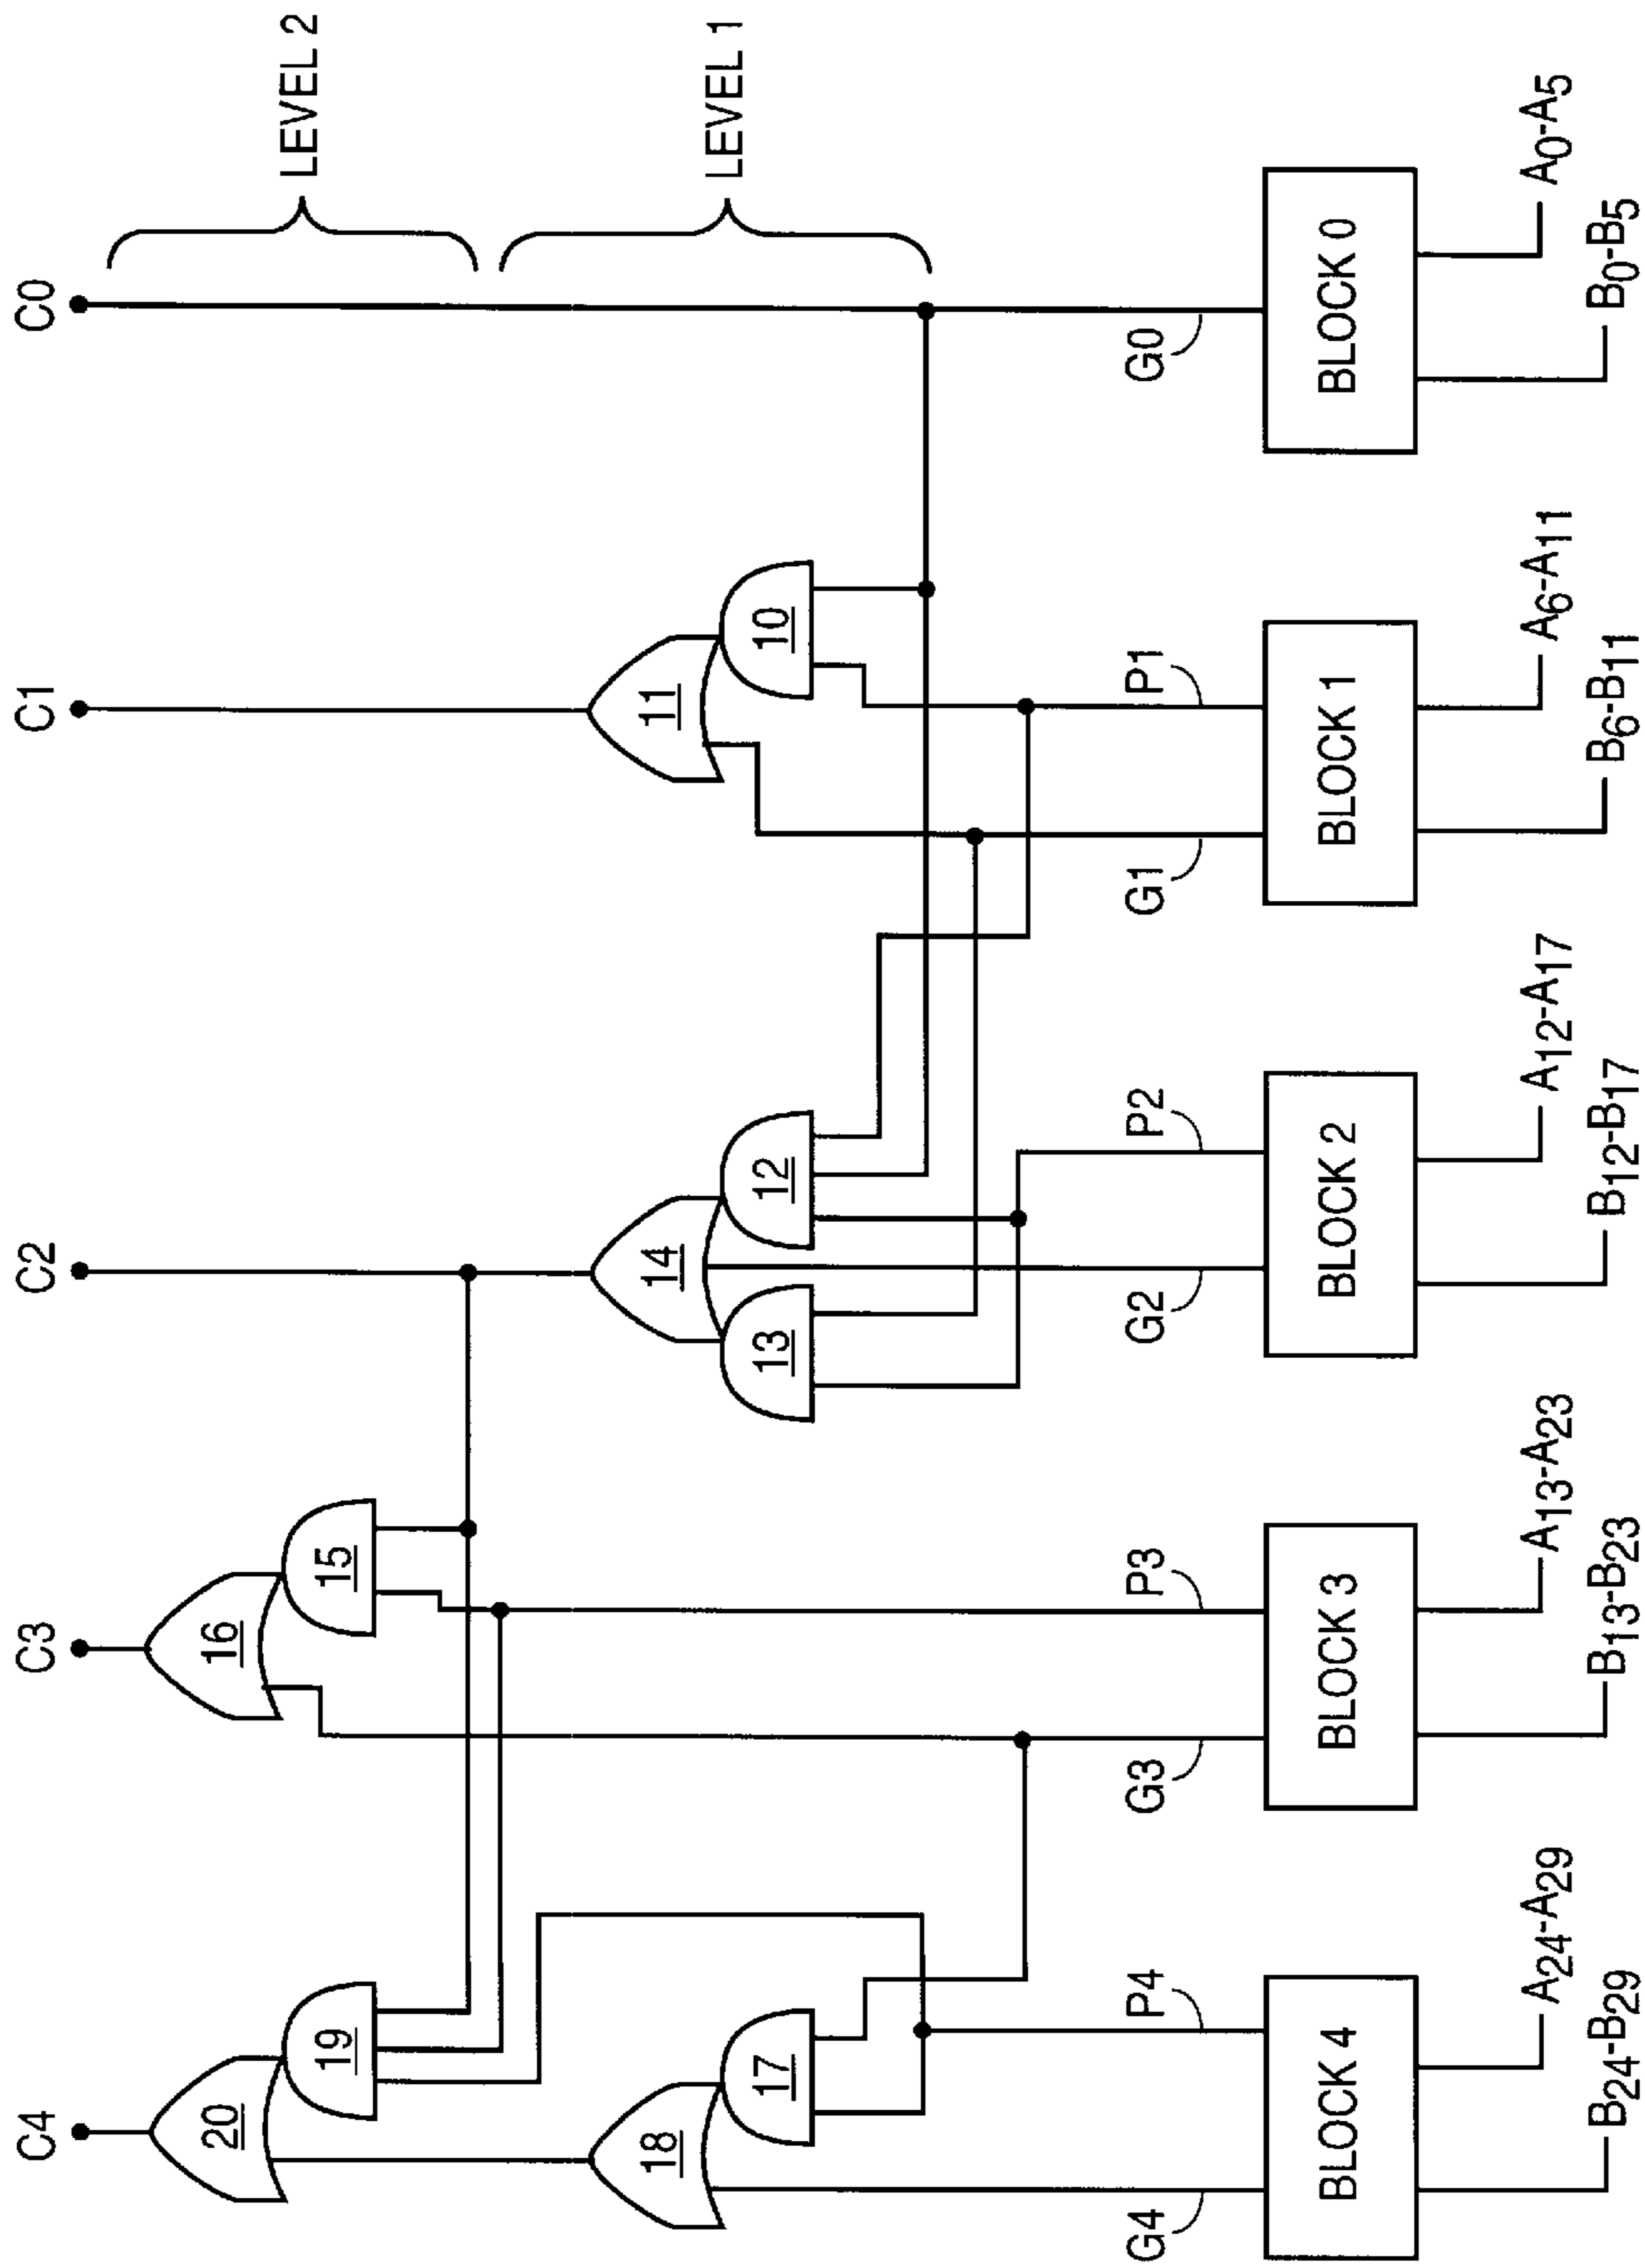 LEVEL 2
LEVEL 1
C4
C3
C2
C1
C0
20
16
19
15
18
14
11
17
13
12
10
G4
P4
G3
P3
G2
P2
G1
P1
G0
BLOCK 4
BLOCK 3
BLOCK 2
BLOCK 1
BLOCK 0
A24-A29
A13-A23
A12-A17
A6-A11
A0-A5
B24-B29
B13-B23
B12-B17
B6-B11
B0-B5